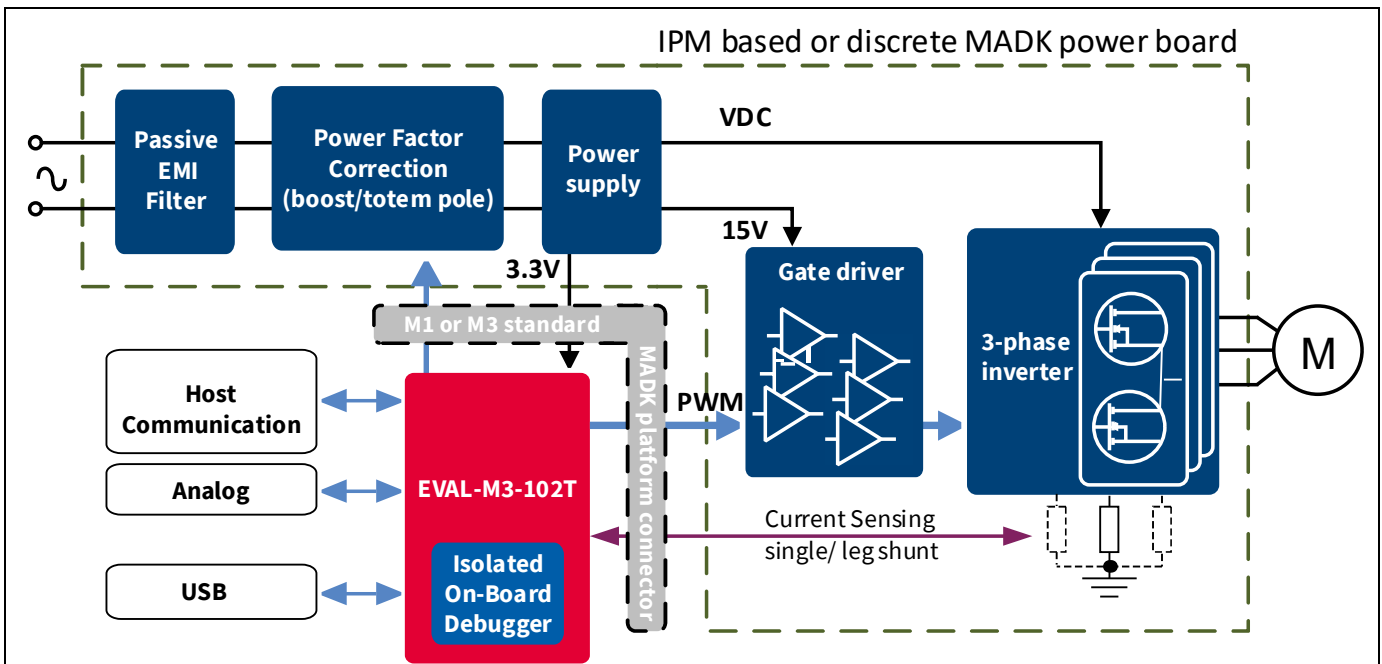 IPM based or discrete MADK power board
Passive
EMI
Filter
Power Factor
Correction
(boost/totem pole)
Power
supply
VDC
15V
3.3V
Gate driver
3-phase
inverter
M
M1 or M3 standard
MADK platform connector
PWM
Host
Communication
Analog
USB
EVAL-M3-102T
Isolated
On-Board
Debugger
Current Sensing
single/ leg shunt